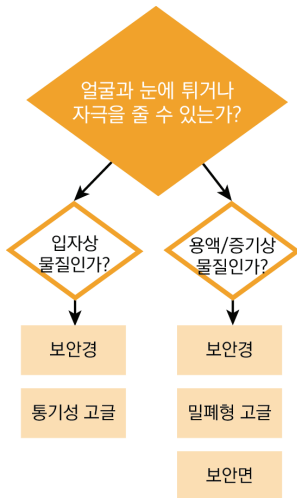 얼굴과 눈에 튀거나
자극을 줄 수 있는가?
입자상
물질인가?
용액/증기상
물질인가?
보안경
보안경
통기성 고글
밀폐형 고글
보안면